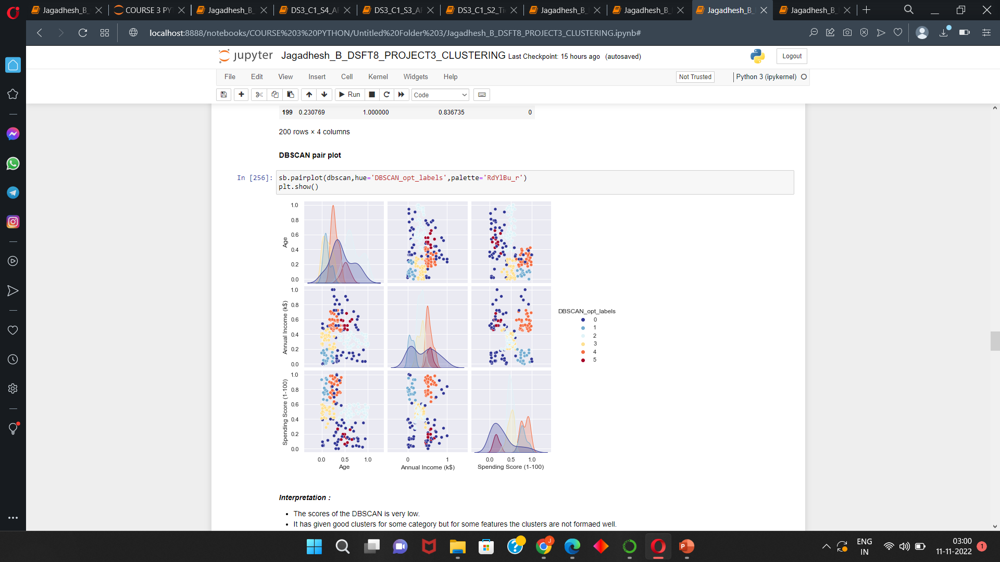 Jagadhesh_B_
COURSE 3 PY
Jagadhesh_B_
DS3_C1_S4_A
DS3_C1_S3_A
DS3_C1_S2_Ti
Jagadhesh_B_
Jagadhesh_B_
Jagadhesh_B_
Jagadhesh_B_
localhost:8888/notebooks/COURSE%203%20PYTHON/Untitled%20Folder%203/Jagadhesh_B_DSFT8_PROJECT3_CLUSTERING.ipynb#
jupyter Jagadhesh_B_DSFT8_PROJECT3_CLUSTERING Last Checkpoint: 15 hours ago (autosaved)
Logout
File Edit View Insert Cell Kernel Widgets Help
Not Trusted
Python 3 (ipykernel)
Run
Code
199 0.230769 1.000000 0.836735 0
200 rows × 4 columns
DBSCAN pair plot
In [256]: sb.pairplot(dbscan,hue='DBSCAN_opt_labels',palette='RdYlBu_r')
plt.show()
1.0
0.8
0.6
0.4
0.2
0.0
Age
1.0
0.8
0.6
0.4
0.2
0.0
Annual Income (k$)
1.0
0.8
0.6
0.4
0.2
0.0
Spending Score (1-100)
0.0 0.5 1.0
Age
0 1
Annual Income (k$)
0.0 0.5 1.0
Spending Score (1-100)
DBSCAN_opt_labels
0
1
2
3
4
5
Interpretation :
• The scores of the DBSCAN is very low.
• It has given good clusters for some category but for some features the clusters are not formaed well.
J
P
ENG
IN
03:00
11-11-2022
1